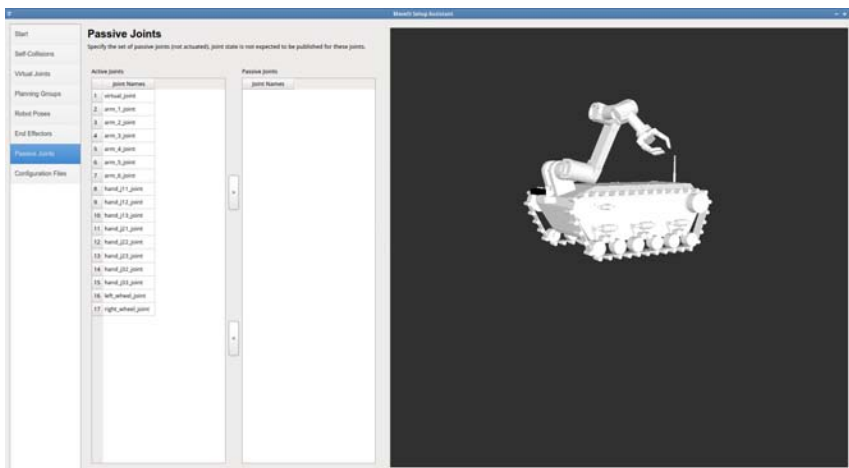 MoveIt Setup Assistant
Start
Self-Collisions
Virtual Joints
Planning Groups
Robot Poses
End Effectors
Passive Joints
Configuration Files
Passive Joints
Specify the set of passive joints (not actuated). Joint state is not expected to be published for these joints.
Active Joints
Joint Names
1 virtual_joint
2 arm_1_joint
3 arm_2_joint
4 arm_3_joint
5 arm_4_joint
6 arm_5_joint
7 arm_6_joint
8 hand_j11_joint
9 hand_j12_joint
10 hand_j13_joint
11 hand_j21_joint
12 hand_j22_joint
13 hand_j23_joint
14 hand_j32_joint
15 hand_j33_joint
16 left_wheel_joint
17 right_wheel_joint
Passive Joints
Joint Names